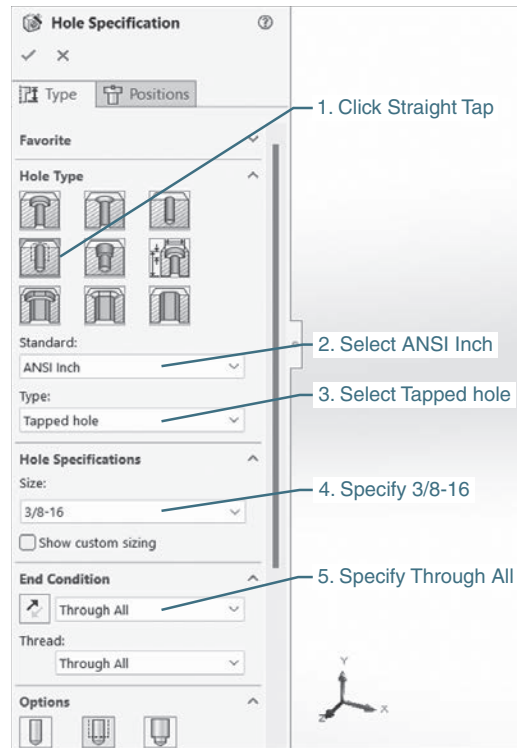 Hole Specification
Type
Positions
1. Click Straight Tap
Favorite
Hole Type
Standard:
2. Select ANSI Inch
ANSI Inch
Type:
3. Select Tapped hole
Tapped hole
Hole Specifications
Size:
4. Specify 3/8-16
3/8-16
Show custom sizing
End Condition
5. Specify Through All
Through All
Thread:
Through All
Options
Y
X
Z